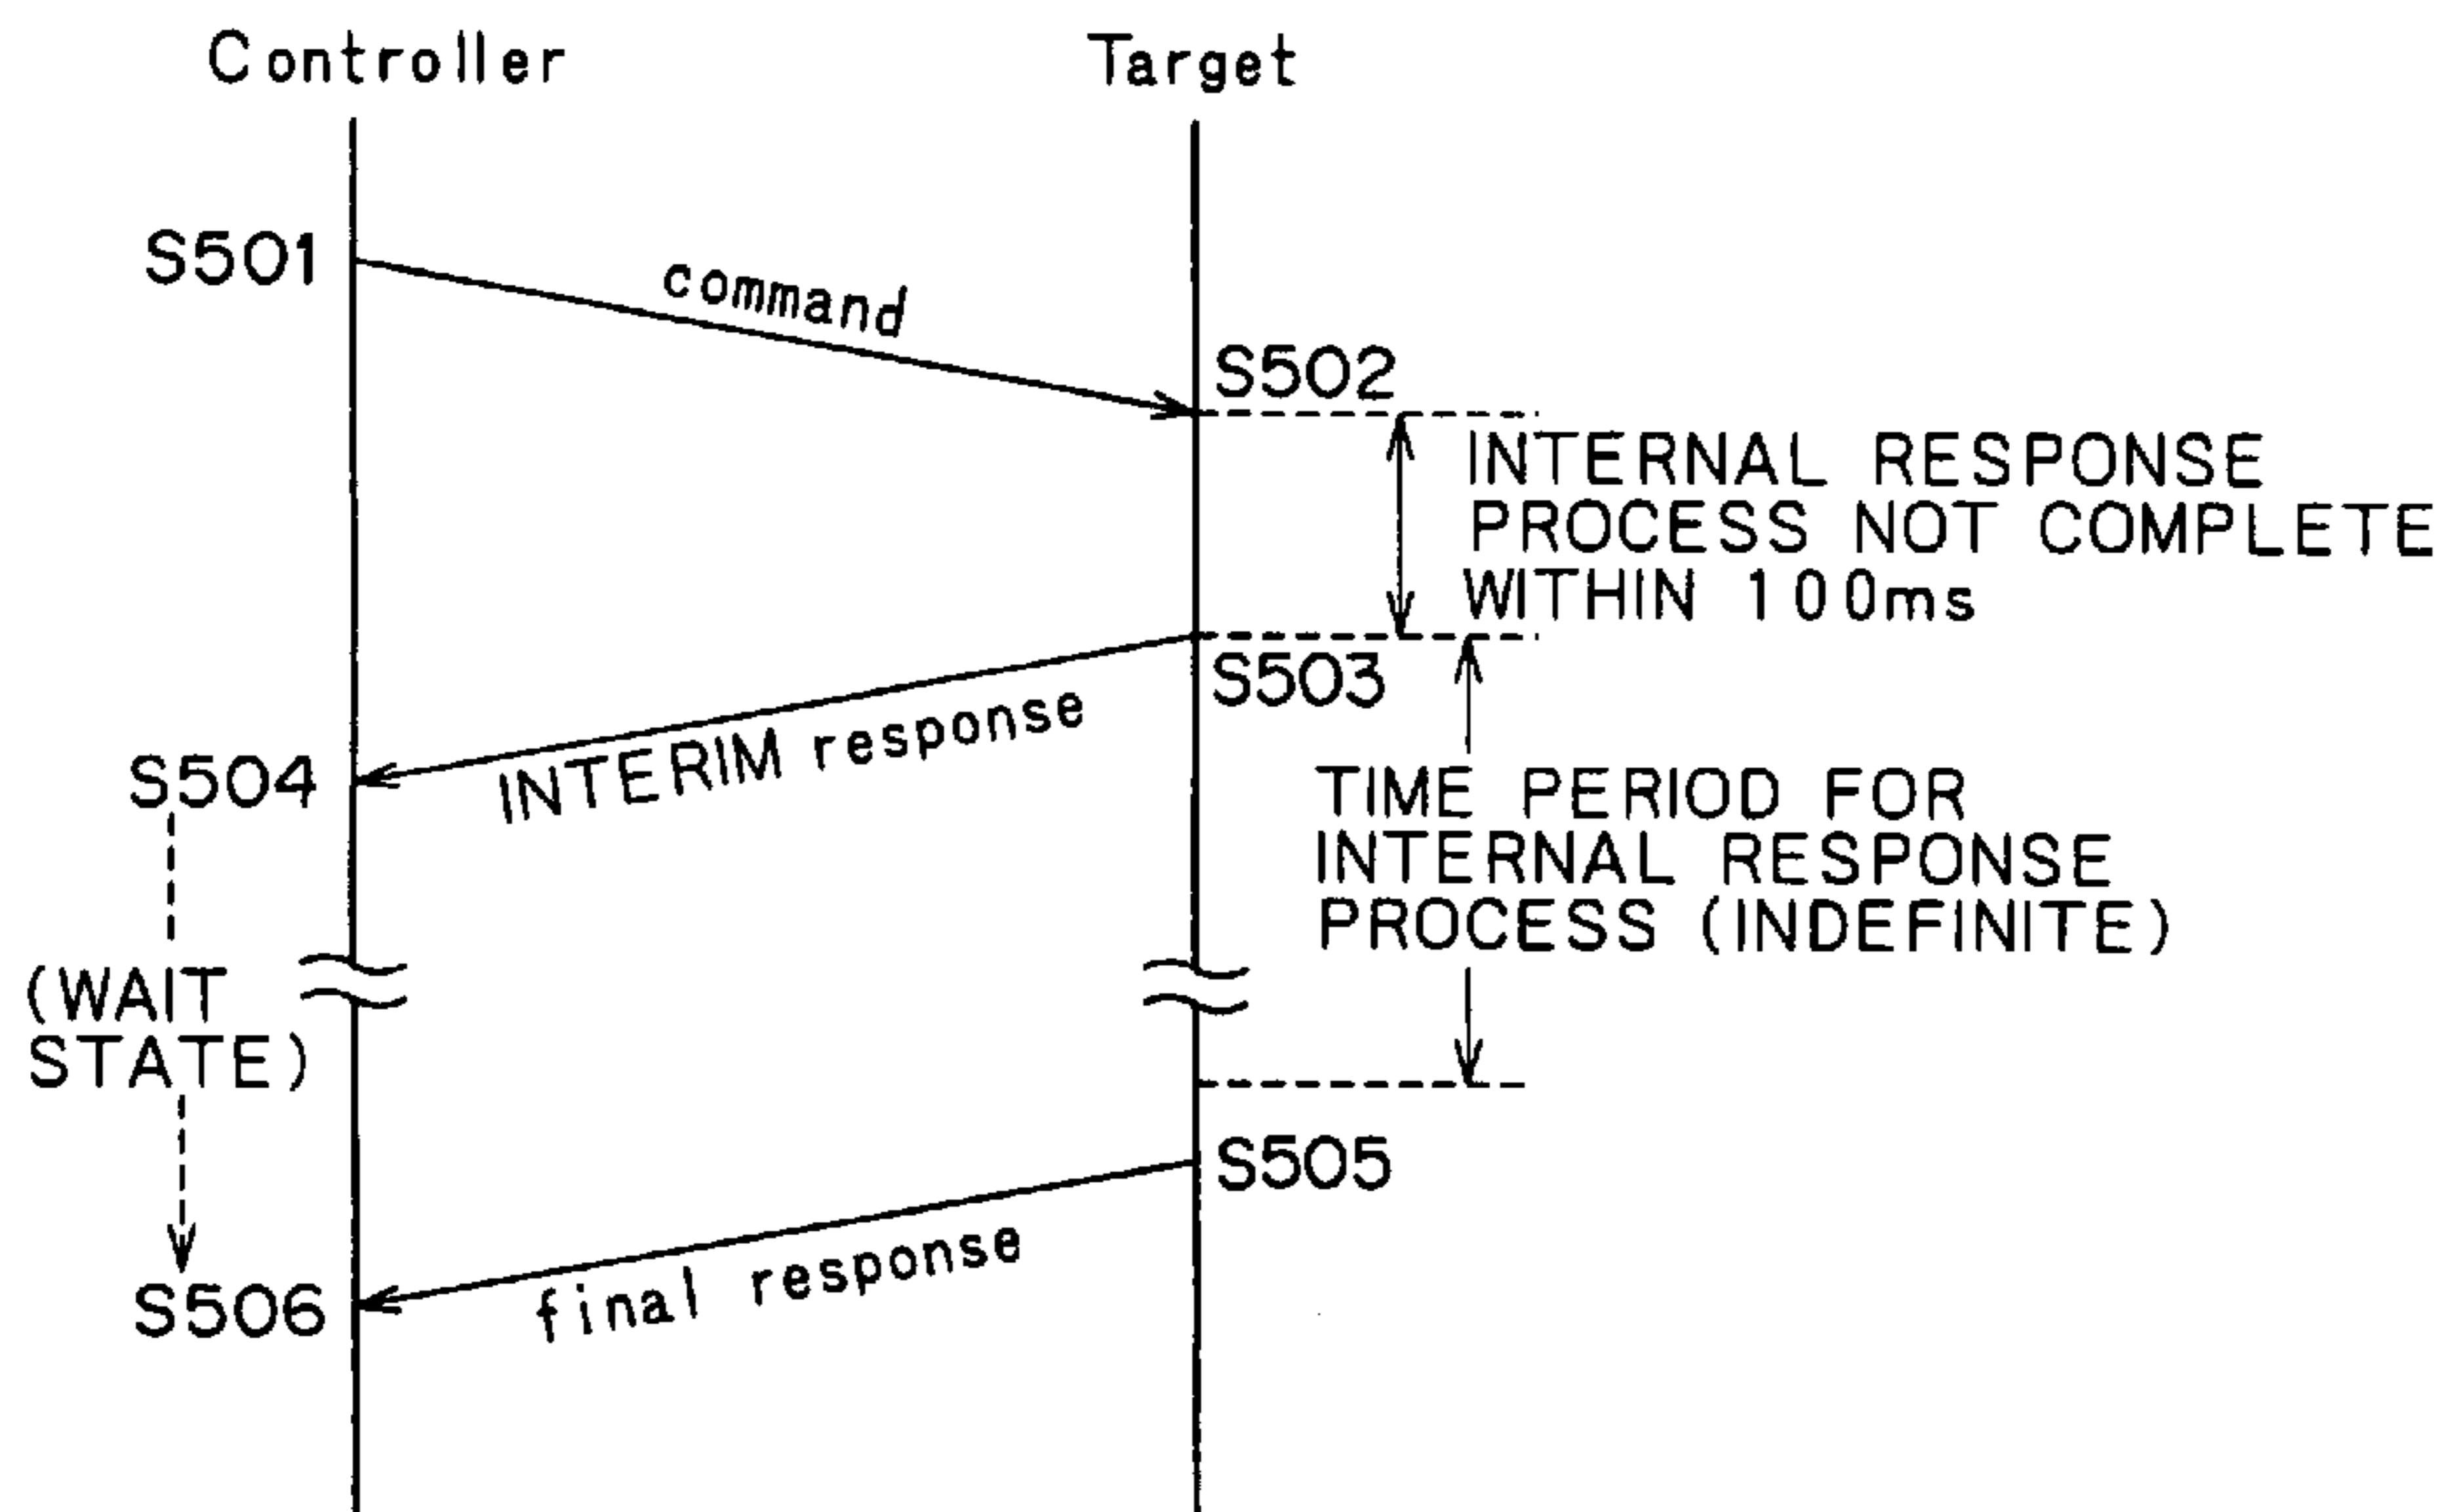 Controller
Target
S501
command
S502
INTERNAL RESPONSE
PROCESS NOT COMPLETE
WITHIN 100ms
S503
INTERIM response
S504
TIME PERIOD FOR
INTERNAL RESPONSE
PROCESS (INDEFINITE)
(WAIT
STATE)
S505
final response
S506